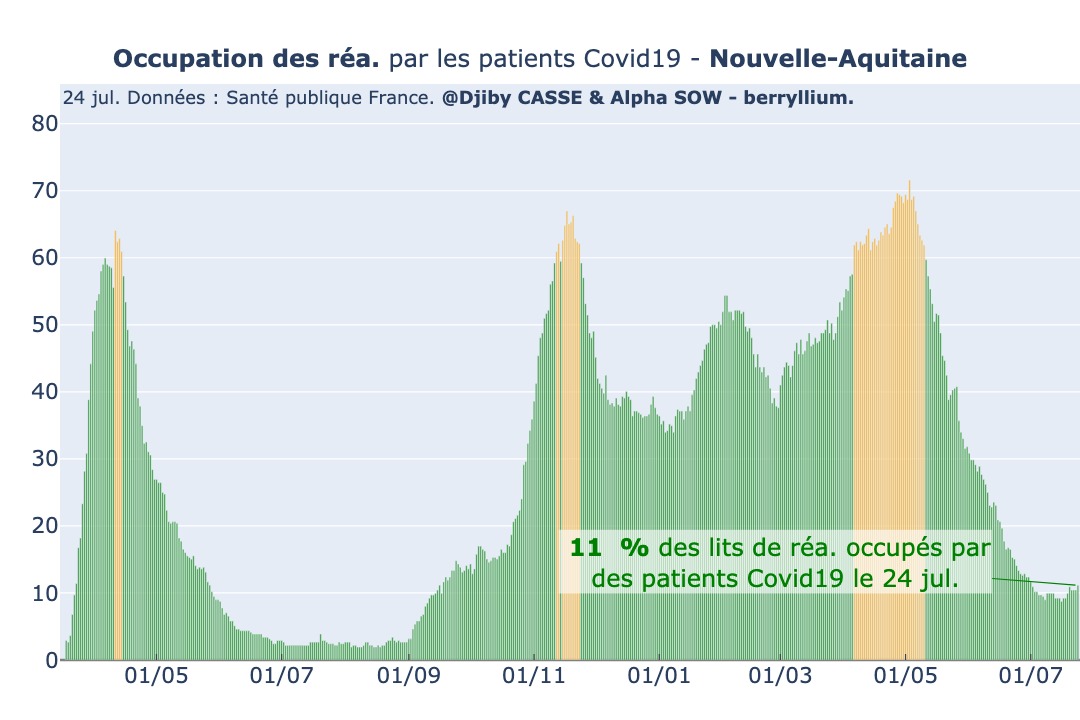 Occupation des réa. par les patients Covid19 - Nouvelle-Aquitaine
24 jul. Données : Santé publique France. @Djiby CASSE & Alpha SOW - berryllium.
80
70
60
50
40
30
20
10
0
11 % des lits de réa. occupés par
des patients Covid19 le 24 jul.
01/05 01/07 01/09 01/11 01/01 01/03 01/05 01/07